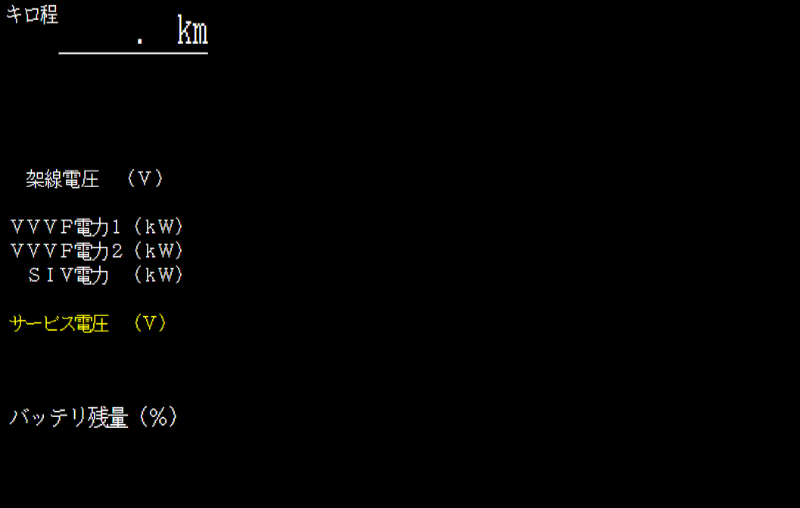 キロ程
. km
架線電圧 (V)
VVVF電力1 (kW)
VVVF電力2 (kW)
SIV電力 (kW)
サービス電圧 (V)
バッテリ残量 (%)